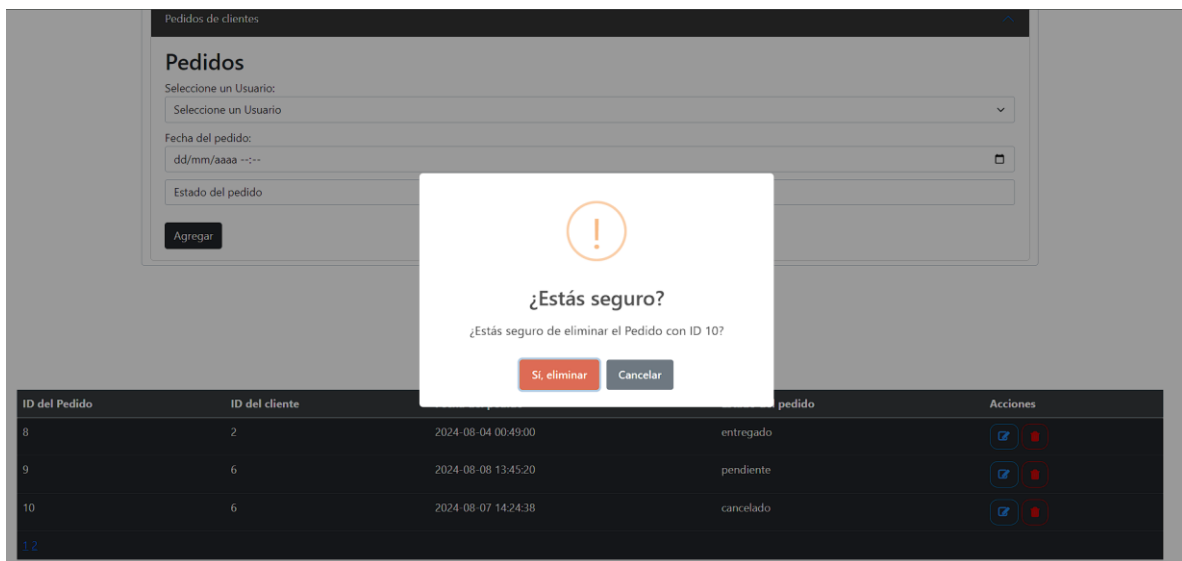 Pedidos de clientes
Pedidos
Seleccione un Usuario:
Seleccione un Usuario
Fecha del pedido:
dd/mm/aaaa --:--
Estado del pedido
Agregar
!
¿Estás seguro?
¿Estás seguro de eliminar el Pedido con ID 10?
Sí, eliminar Cancelar
ID del Pedido ID del cliente pedido Acciones
8 2 2024-08-04 00:49:00 entregado
9 6 2024-08-08 13:45:20 pendiente
10 6 2024-08-07 14:24:38 cancelado
1 2